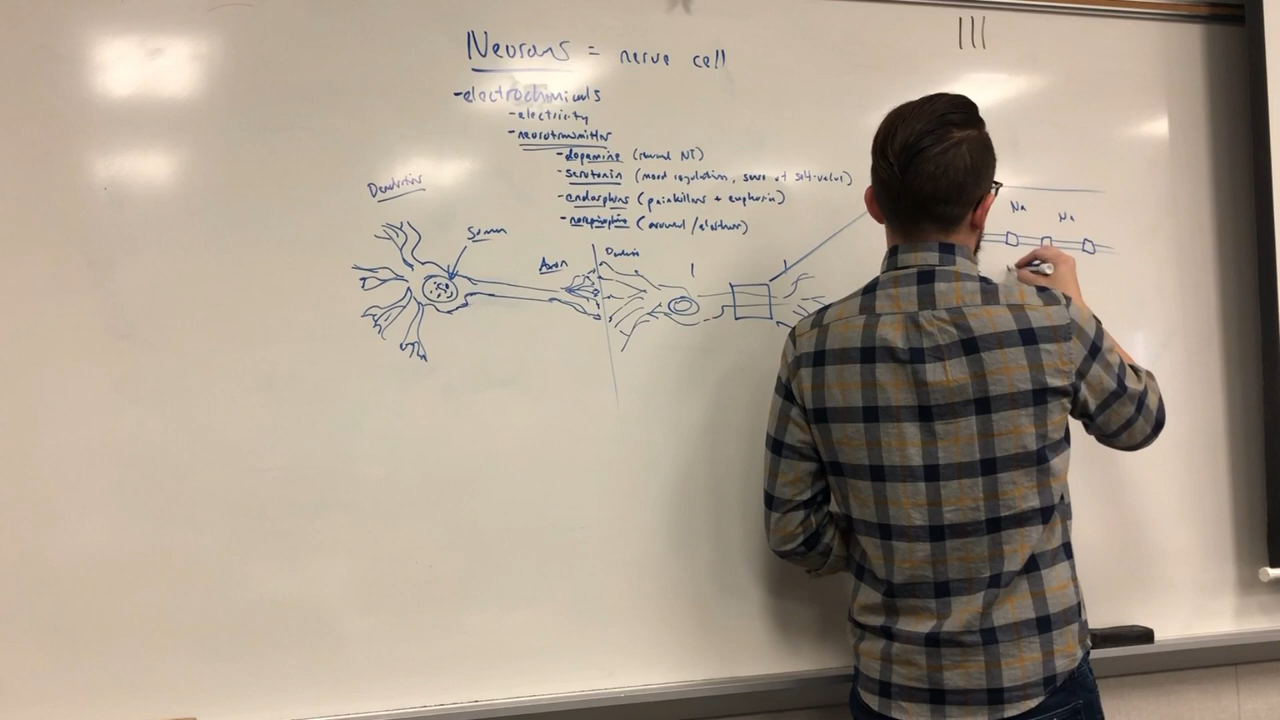 Neurons = nerve cell
-electrochemicals
-electricity
-neurotransmitter
-dopamine (reward NT)
-serotonin (mood regulation, sense of self-value)
-endorphins (painkillers + euphoria)
-norepinephrine (arousal / alertness)
Dendrites
Soma
Axon
Dendrites
Na
Na